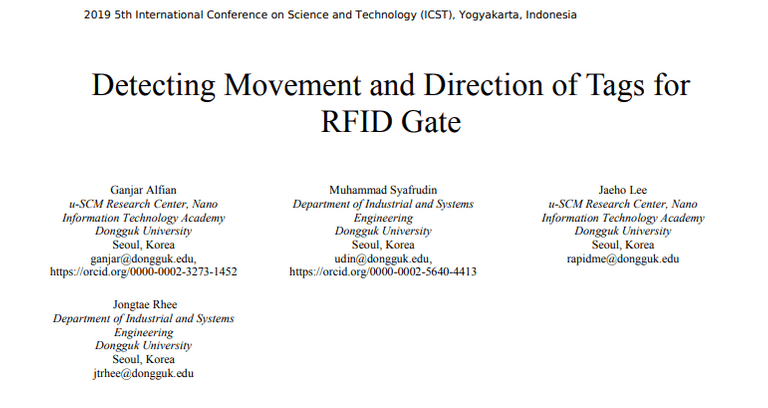 2019 5th International Conference on Science and Technology (ICST), Yogyakarta, Indonesia
Detecting Movement and Direction of Tags for
RFID Gate
Ganjar Alfian
u-SCM Research Center, Nano
Information Technology Academy
Dongguk University
Seoul, Korea
ganjar@dongguk.edu,
https://orcid.org/0000-0002-3273-1452
Muhammad Syafrudin
Department of Industrial and Systems
Engineering
Dongguk University
Seoul, Korea
udin@dongguk.edu,
https://orcid.org/0000-0002-5640-4413
Jaeho Lee
u-SCM Research Center, Nano
Information Technology Academy
Dongguk University
Seoul, Korea
rapidme@dongguk.edu
Jongtae Rhee
Department of Industrial and Systems
Engineering
Dongguk University
Seoul, Korea
jtrhee@dongguk.edu